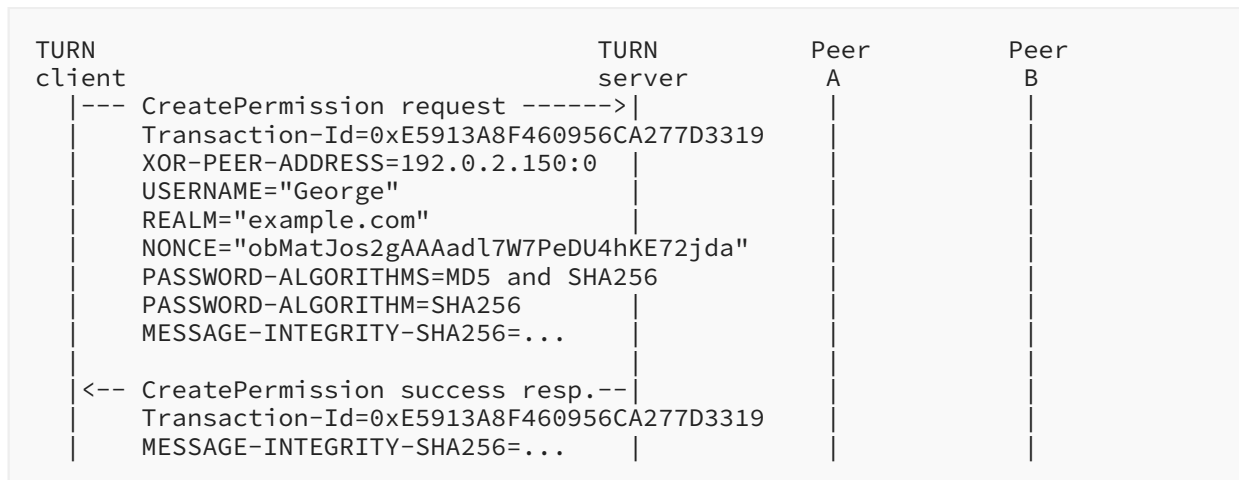 TURN                                 TURN          Peer         Peer
client                               server         A            B
  |--- CreatePermission request ------>|            |            |
  |    Transaction-Id=0xE5913A8F460956CA277D3319    |            |
  |    XOR-PEER-ADDRESS=192.0.2.150:0  |            |            |
  |    USERNAME="George"               |            |            |
  |    REALM="example.com"             |            |            |
  |    NONCE="obMatJos2gAAAadl7W7PeDU4hKE72jda"     |            |
  |    PASSWORD-ALGORITHMS=MD5 and SHA256           |            |
  |    PASSWORD-ALGORITHM=SHA256       |            |            |
  |    MESSAGE-INTEGRITY-SHA256=...    |            |            |
  |                                    |            |            |
  |<-- CreatePermission success resp.--|            |            |
  |    Transaction-Id=0xE5913A8F460956CA277D3319    |            |
  |    MESSAGE-INTEGRITY-SHA256=...    |            |            |